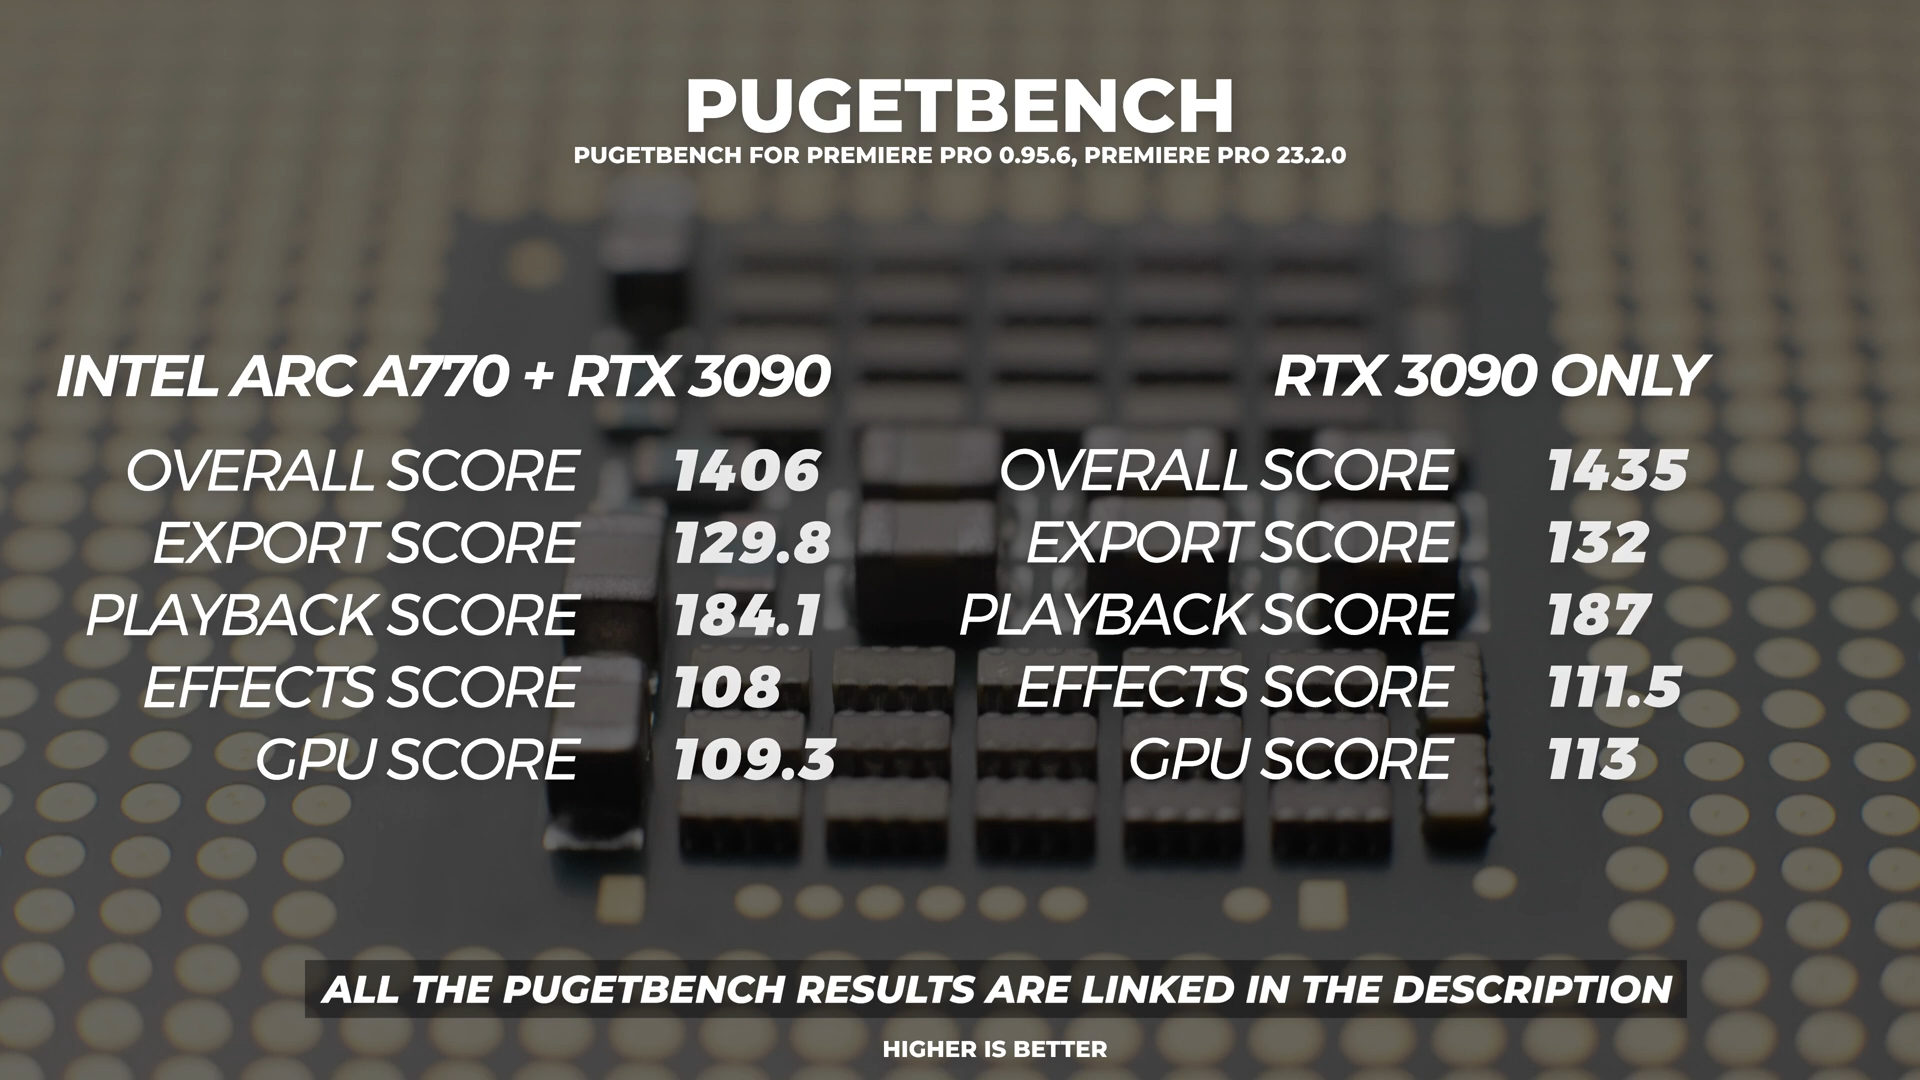 PUGETBENCH
PUGETBENCH FOR PREMIERE PRO 0.95.6, PREMIERE PRO 23.2.0
INTEL ARC A770 + RTX 3090
OVERALL SCORE 1406
EXPORT SCORE 129.8
PLAYBACK SCORE 184.1
EFFECTS SCORE 108
GPU SCORE 109.3
RTX 3090 ONLY
OVERALL SCORE 1435
EXPORT SCORE 132
PLAYBACK SCORE 187
EFFECTS SCORE 111.5
GPU SCORE 113
ALL THE PUGETBENCH RESULTS ARE LINKED IN THE DESCRIPTION
HIGHER IS BETTER